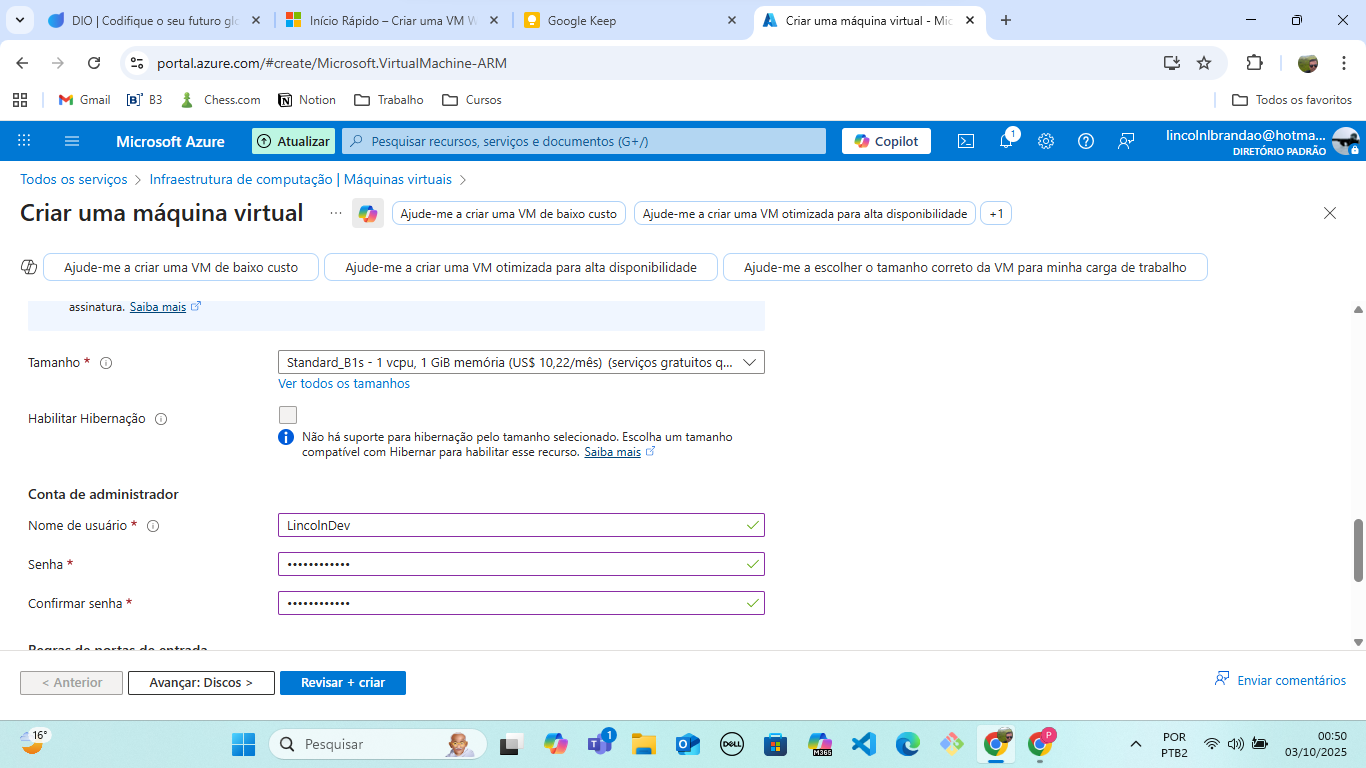 DIO | Codifique o seu futuro glo
Início Rápido – Criar uma VM W
Google Keep
Criar uma máquina virtual - Mic
portal.azure.com/#create/Microsoft.VirtualMachine-ARM
Gmail
B3
Chess.com
Notion
Trabalho
Cursos
Todos os favoritos
Microsoft Azure
Atualizar
Pesquisar recursos, serviços e documentos (G+/)
Copilot
1
lincolnlbrandao@hotma...
DIRETÓRIO PADRÃO
Todos os serviços > Infraestrutura de computação | Máquinas virtuais >
Criar uma máquina virtual ...
Ajude-me a criar uma VM de baixo custo
Ajude-me a criar uma VM otimizada para alta disponibilidade
+1
Ajude-me a criar uma VM de baixo custo
Ajude-me a criar uma VM otimizada para alta disponibilidade
Ajude-me a escolher o tamanho correto da VM para minha carga de trabalho
assinatura. Saiba mais
Tamanho *
Standard_B1s - 1 vcpu, 1 GiB memória (US$ 10,22/mês) (serviços gratuitos q...
Ver todos os tamanhos
Habilitar Hibernação
Não há suporte para hibernação pelo tamanho selecionado. Escolha um tamanho
compatível com Hibernar para habilitar esse recurso. Saiba mais
Conta de administrador
Nome de usuário *
LincolnDev
Senha *
••••••••••••
Confirmar senha *
••••••••••••
Regras de portas de entrada
< Anterior
Avançar: Discos >
Revisar + criar
Enviar comentários
16°
Pesquisar
1
DELL
M365
P
POR
PTB2
00:50
03/10/2025